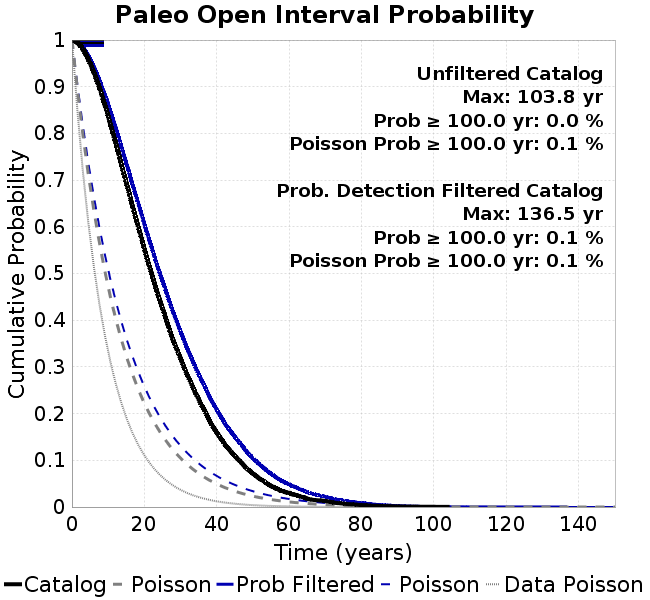 Paleo Open Interval Probability
Unfiltered Catalog
Max: 103.8 yr
Prob ≥ 100.0 yr: 0.0 %
Poisson Prob ≥ 100.0 yr: 0.1 %
Prob. Detection Filtered Catalog
Max: 136.5 yr
Prob ≥ 100.0 yr: 0.1 %
Poisson Prob ≥ 100.0 yr: 0.1 %
Cumulative Probability
1
0.9
0.8
0.7
0.6
0.5
0.4
0.3
0.2
0.1
0
0 20 40 60 80 100 120 140
Time (years)
Catalog Poisson Prob Filtered Poisson Data Poisson